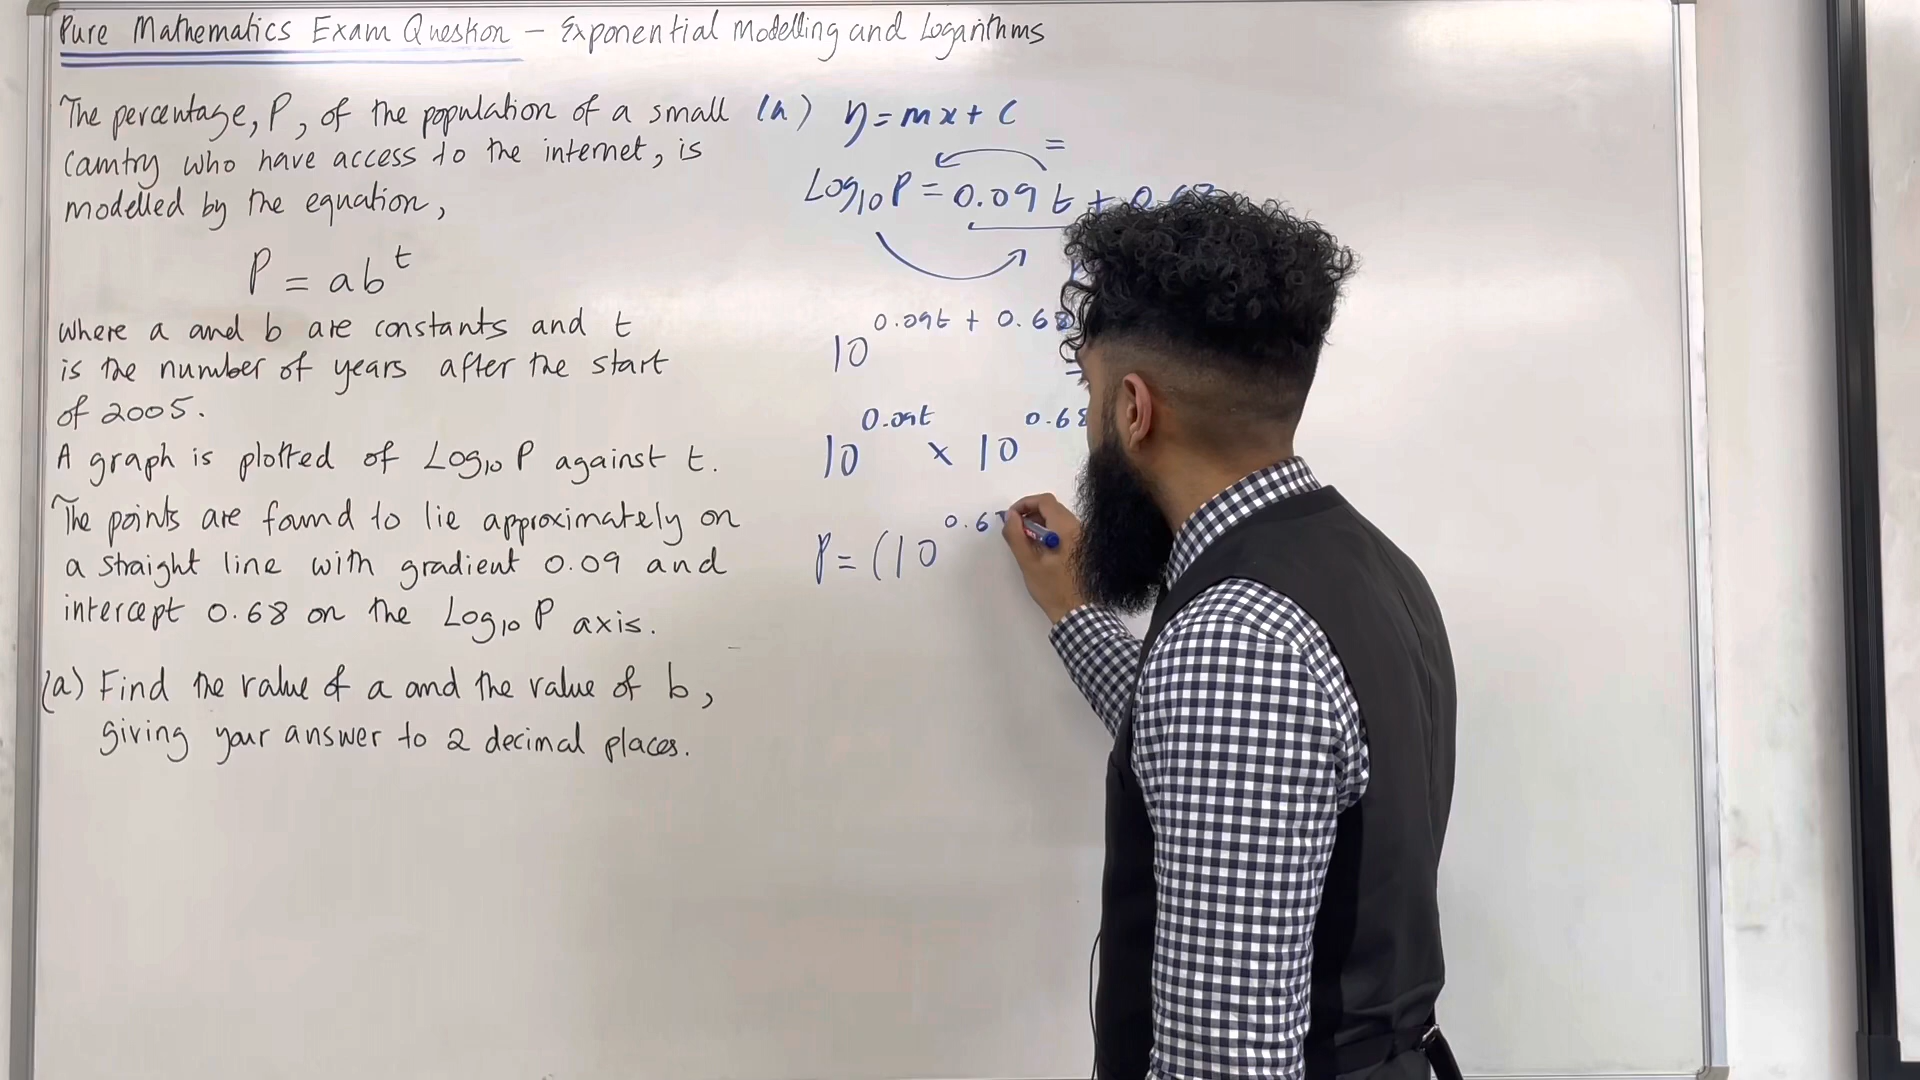 Pure Mathematics Exam Question - Exponential Modelling and Logarithms
The percentage, P, of the population of a small
Country who have access to the internet, is
modelled by the equation,
P = ab^t
where a and b are constants and t
is the number of years after the start
of 2005.
A graph is plotted of Log₁₀ P against t.
The points are found to lie approximately on
a straight line with gradient 0.09 and
intercept 0.68 on the Log₁₀ P axis.
(a) Find the value of a and the value of b,
giving your answer to 2 decimal places.
(a) y = mx + c
=
Log₁₀P = 0.09t + 0.68
10^0.09t + 0.68
10^0.09t × 10^0.68
P = (10^0.6